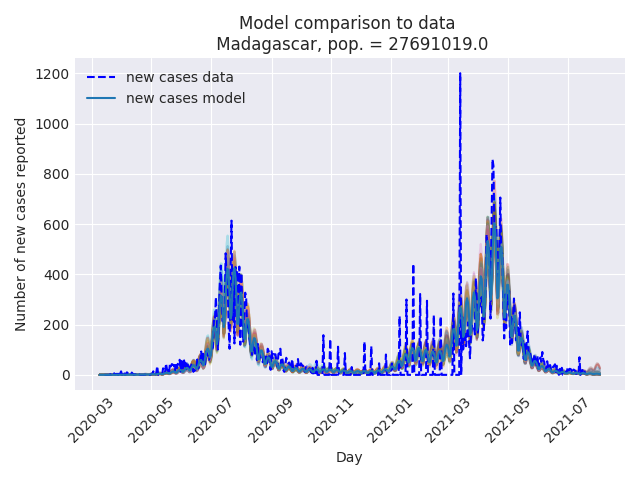 Model comparison to data
Madagascar, pop. = 27691019.0
new cases data
new cases model
Number of new cases reported
1200
1000
800
600
400
200
0
2020-03
2020-05
2020-07
2020-09
2020-11
2021-01
2021-03
2021-05
2021-07
Day